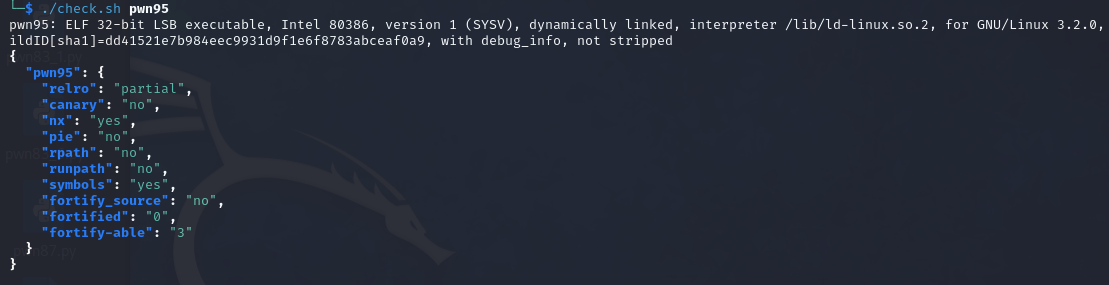 └─$ ./check.sh pwn95
pwn95: ELF 32-bit LSB executable, Intel 80386, version 1 (SYSV), dynamically linked, interpreter /lib/ld-linux.so.2, for GNU/Linux 3.2.0,
ildID[sha1]=dd41521e7b984eec9931d9f1e6f8783abceaf0a9, with debug_info, not stripped
{
  "pwn95": {
    "relro": "partial",
    "canary": "no",
    "nx": "yes",
    "pie": "no",
    "rpath": "no",
    "runpath": "no",
    "symbols": "yes",
    "fortify_source": "no",
    "fortified": "0",
    "fortify-able": "3"
  }
}